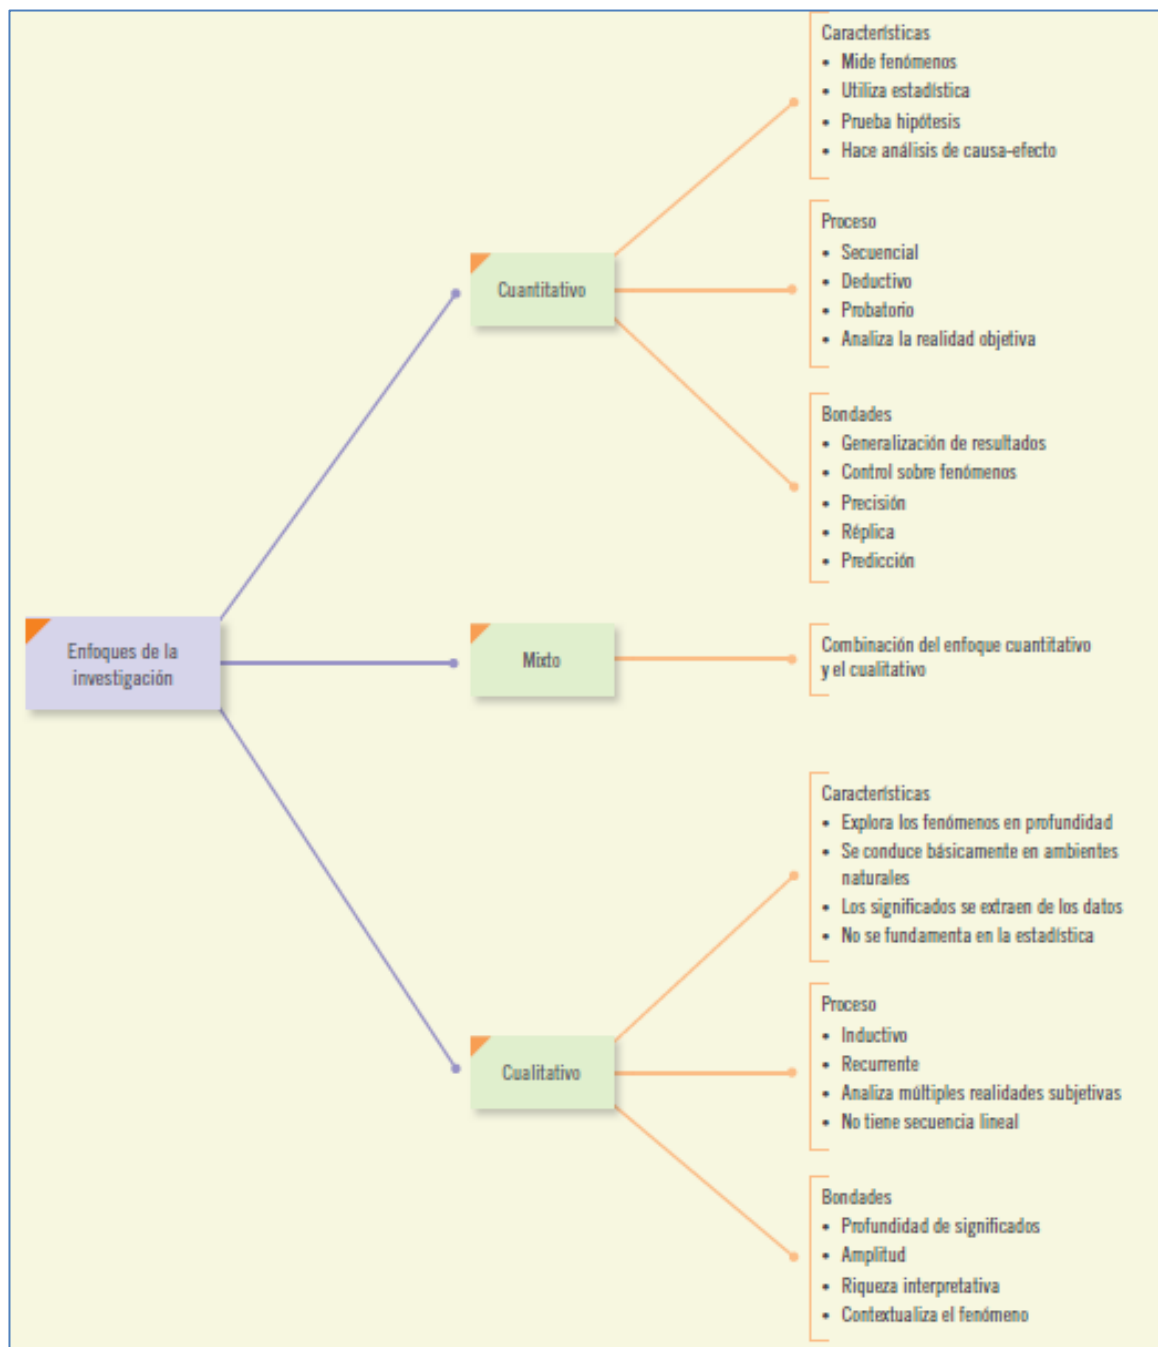 Enfoques de la
investigación
Cuantitativo
Características
• Mide fenómenos
• Utiliza estadística
• Prueba hipótesis
• Hace análisis de causa-efecto
Proceso
• Secuencial
• Deductivo
• Probatorio
• Analiza la realidad objetiva
Bondades
• Generalización de resultados
• Control sobre fenómenos
• Precisión
• Réplica
• Predicción
Mixto
Combinación del enfoque cuantitativo
y el cualitativo
Cualitativo
Características
• Explora los fenómenos en profundidad
• Se conduce básicamente en ambientes
naturales
• Los significados se extraen de los datos
• No se fundamenta en la estadística
Proceso
• Inductivo
• Recurrente
• Analiza múltiples realidades subjetivas
• No tiene secuencia lineal
Bondades
• Profundidad de significados
• Amplitud
• Riqueza interpretativa
• Contextualiza el fenómeno